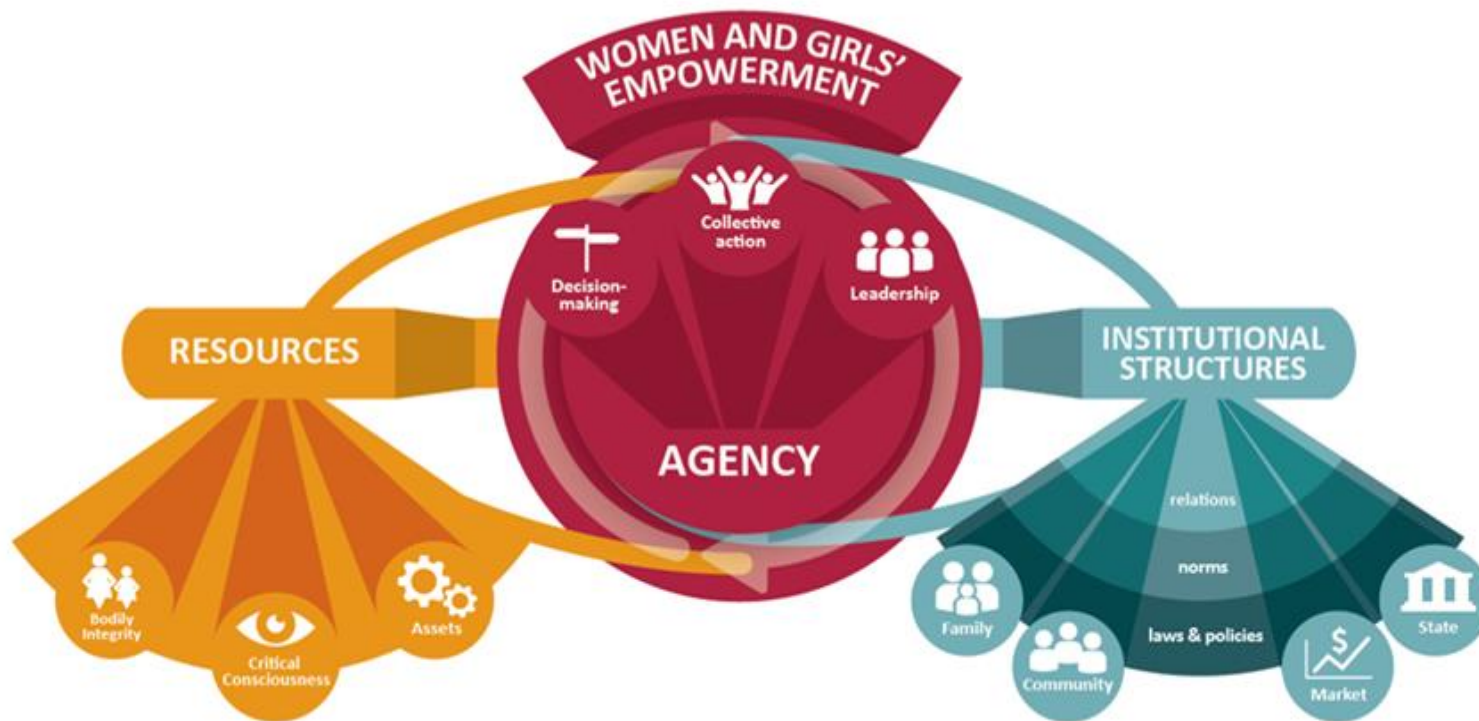 WOMEN AND GIRLS'
EMPOWERMENT
Collective
action
Decision-
making
Leadership
RESOURCES
INSTITUTIONAL
STRUCTURES
AGENCY
relations
norms
laws & policies
Bodily
Integrity
Critical
Consciousness
Assets
Family
Community
Market
State